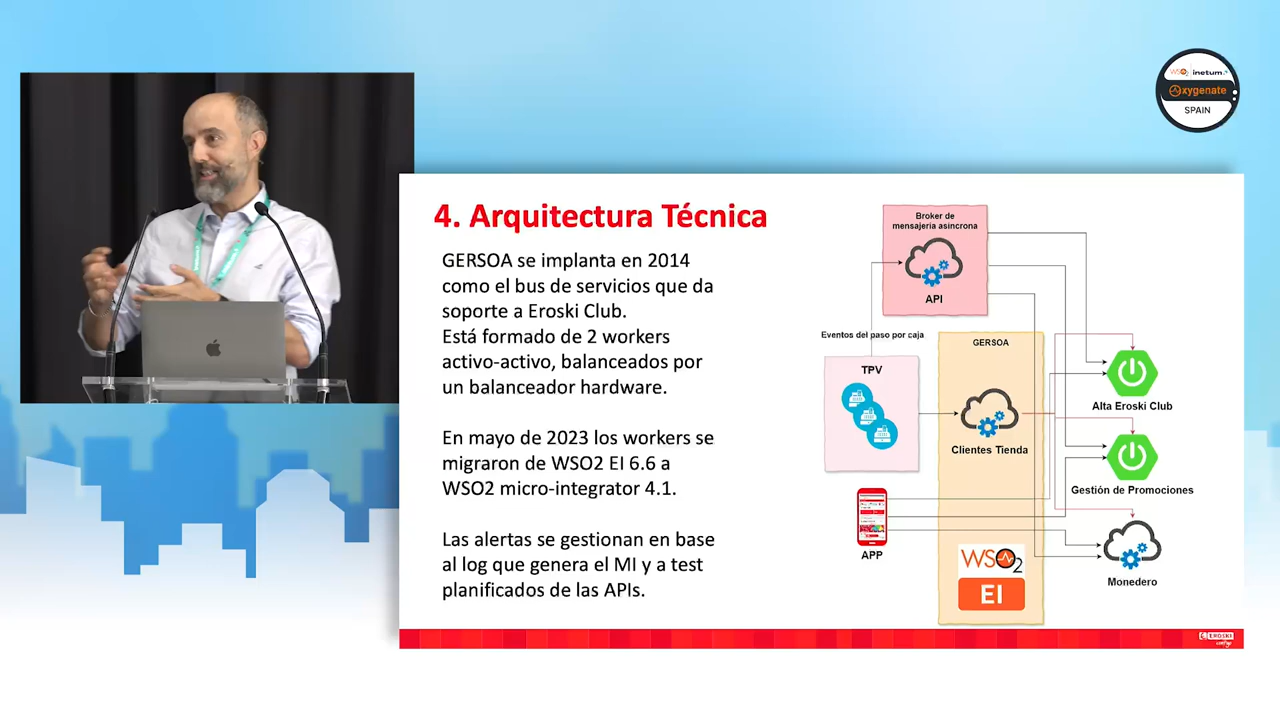 WSO2 inetum.
Oxygenate
SPAIN
4. Arquitectura Técnica
GERSOA se implanta en 2014
como el bus de servicios que da
soporte a Eroski Club.
Está formado de 2 workers
activo-activo, balanceados por
un balanceador hardware.
En mayo de 2023 los workers se
migraron de WSO2 EI 6.6 a
WSO2 micro-integrator 4.1.
Las alertas se gestionan en base
al log que genera el MI y a test
planificados de las APIs.
Broker de
mensajería asíncrona
API
Eventos del paso por caja
TPV
GERSOA
Clientes Tienda
Alta Eroski Club
Gestión de Promociones
APP
Monedero
WSO2
EI
EROSKI